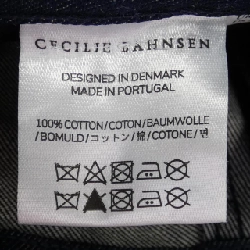 CECILIE BAHNSEN
DESIGNED IN DENMARK
MADE IN PORTUGAL
100% COTTON/COTON/BAUMWOLLE
/BOMULD/コットン/棉/COTONE/면